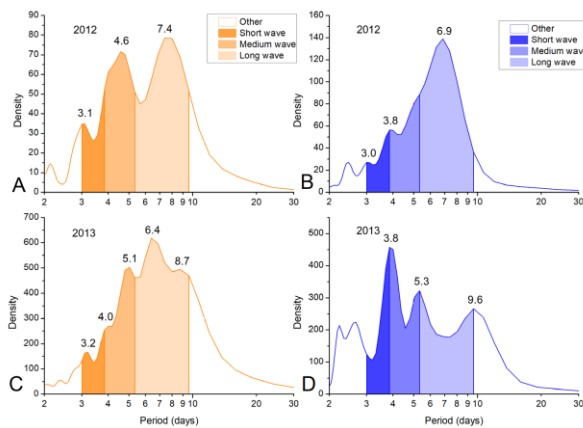 2012
Other
Short wave
Medium wave
Long wave
3.1
4.6
7.4
Density
90
80
70
60
50
40
30
20
10
0
2 3 4 5 6 7 8 9 10 20 30
A
2012
Other
Short wave
Medium wave
Long wave
3.0
3.8
6.9
Density
160
140
120
100
80
60
40
20
0
2 3 4 5 6 7 8 9 10 20 30
B
2013
3.2
4.0
5.1
6.4
8.7
Density
700
600
500
400
300
200
100
0
2 3 4 5 6 7 8 9 10 20 30
Period (days)
C
2013
3.8
5.3
9.6
Density
500
400
300
200
100
0
2 3 4 5 6 7 8 9 10 20 30
Period (days)
D